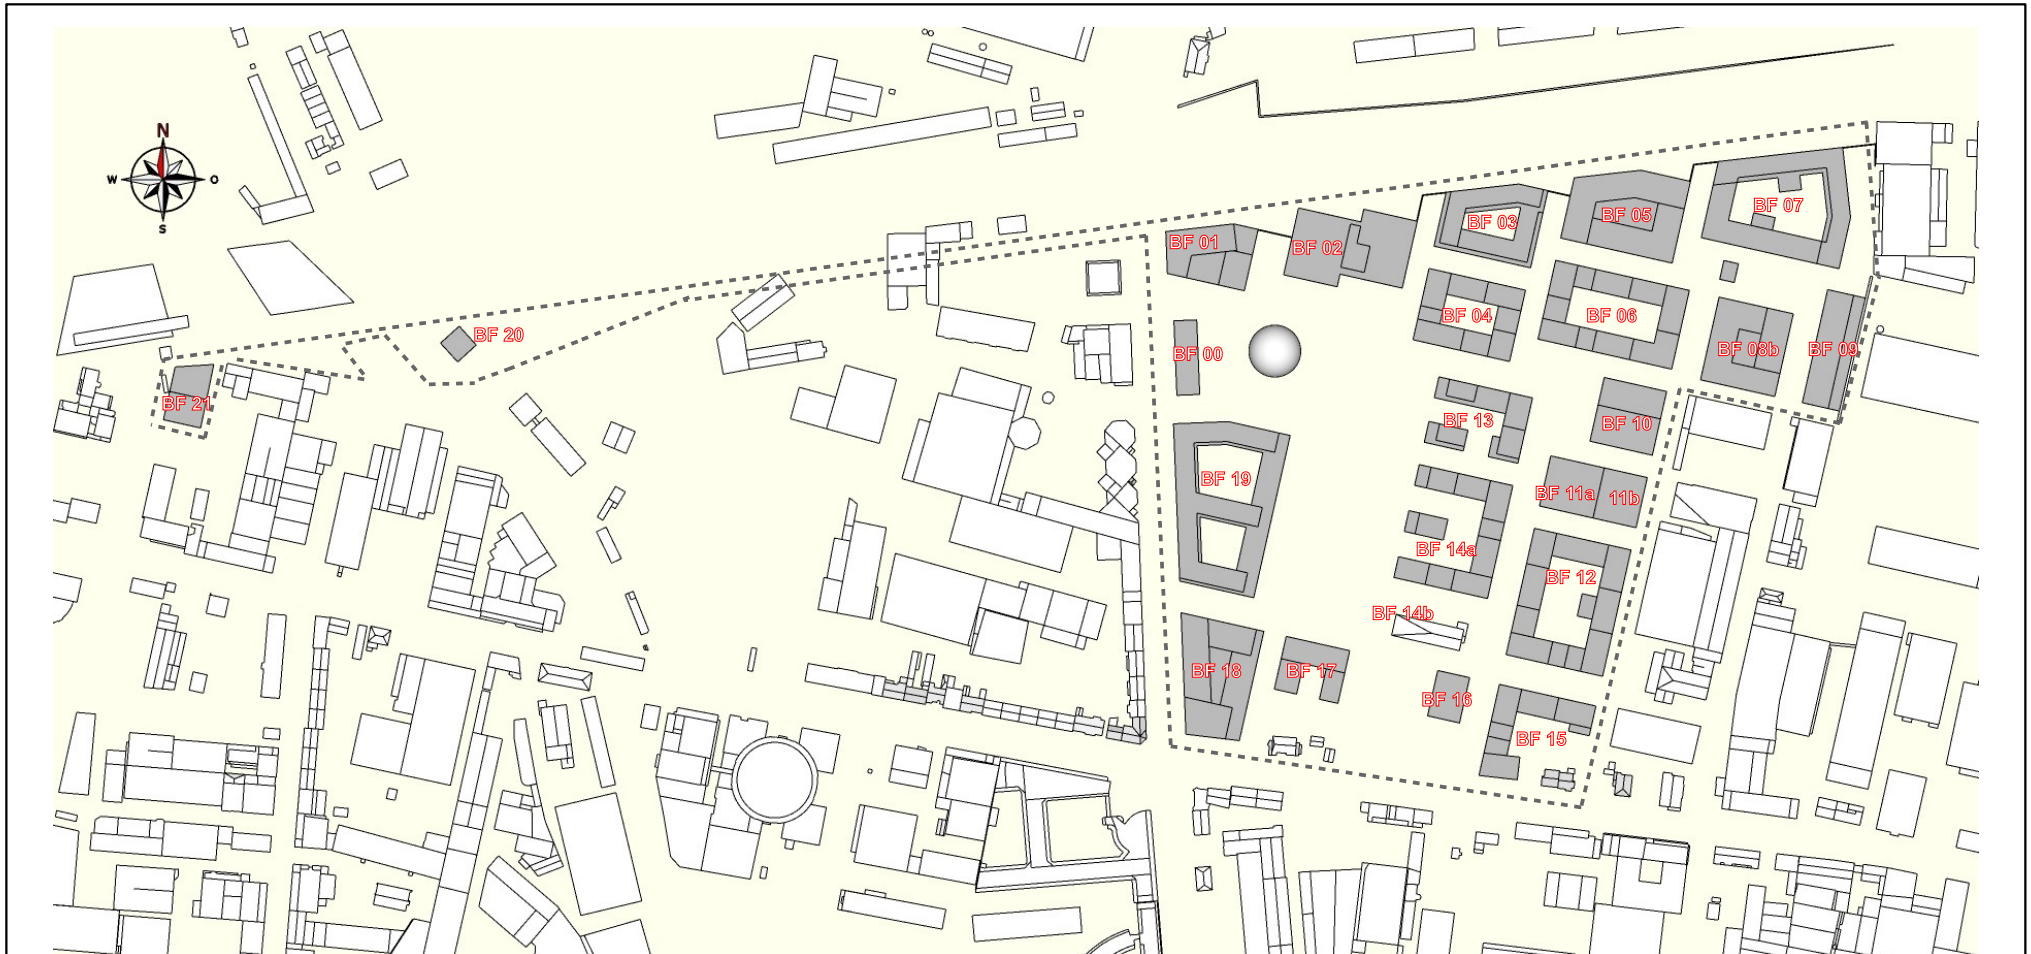 N
W
O
S
BF 07
BF 05
BF 03
BF 01
BF 02
BF 04
BF 06
BF 20
BF 00
BF 08b
BF 09
BF 21
BF 13
BF 10
BF 19
BF 11a
11b
BF 14a
BF 12
BF 14b
BF 18
BF 17
BF 16
BF 15